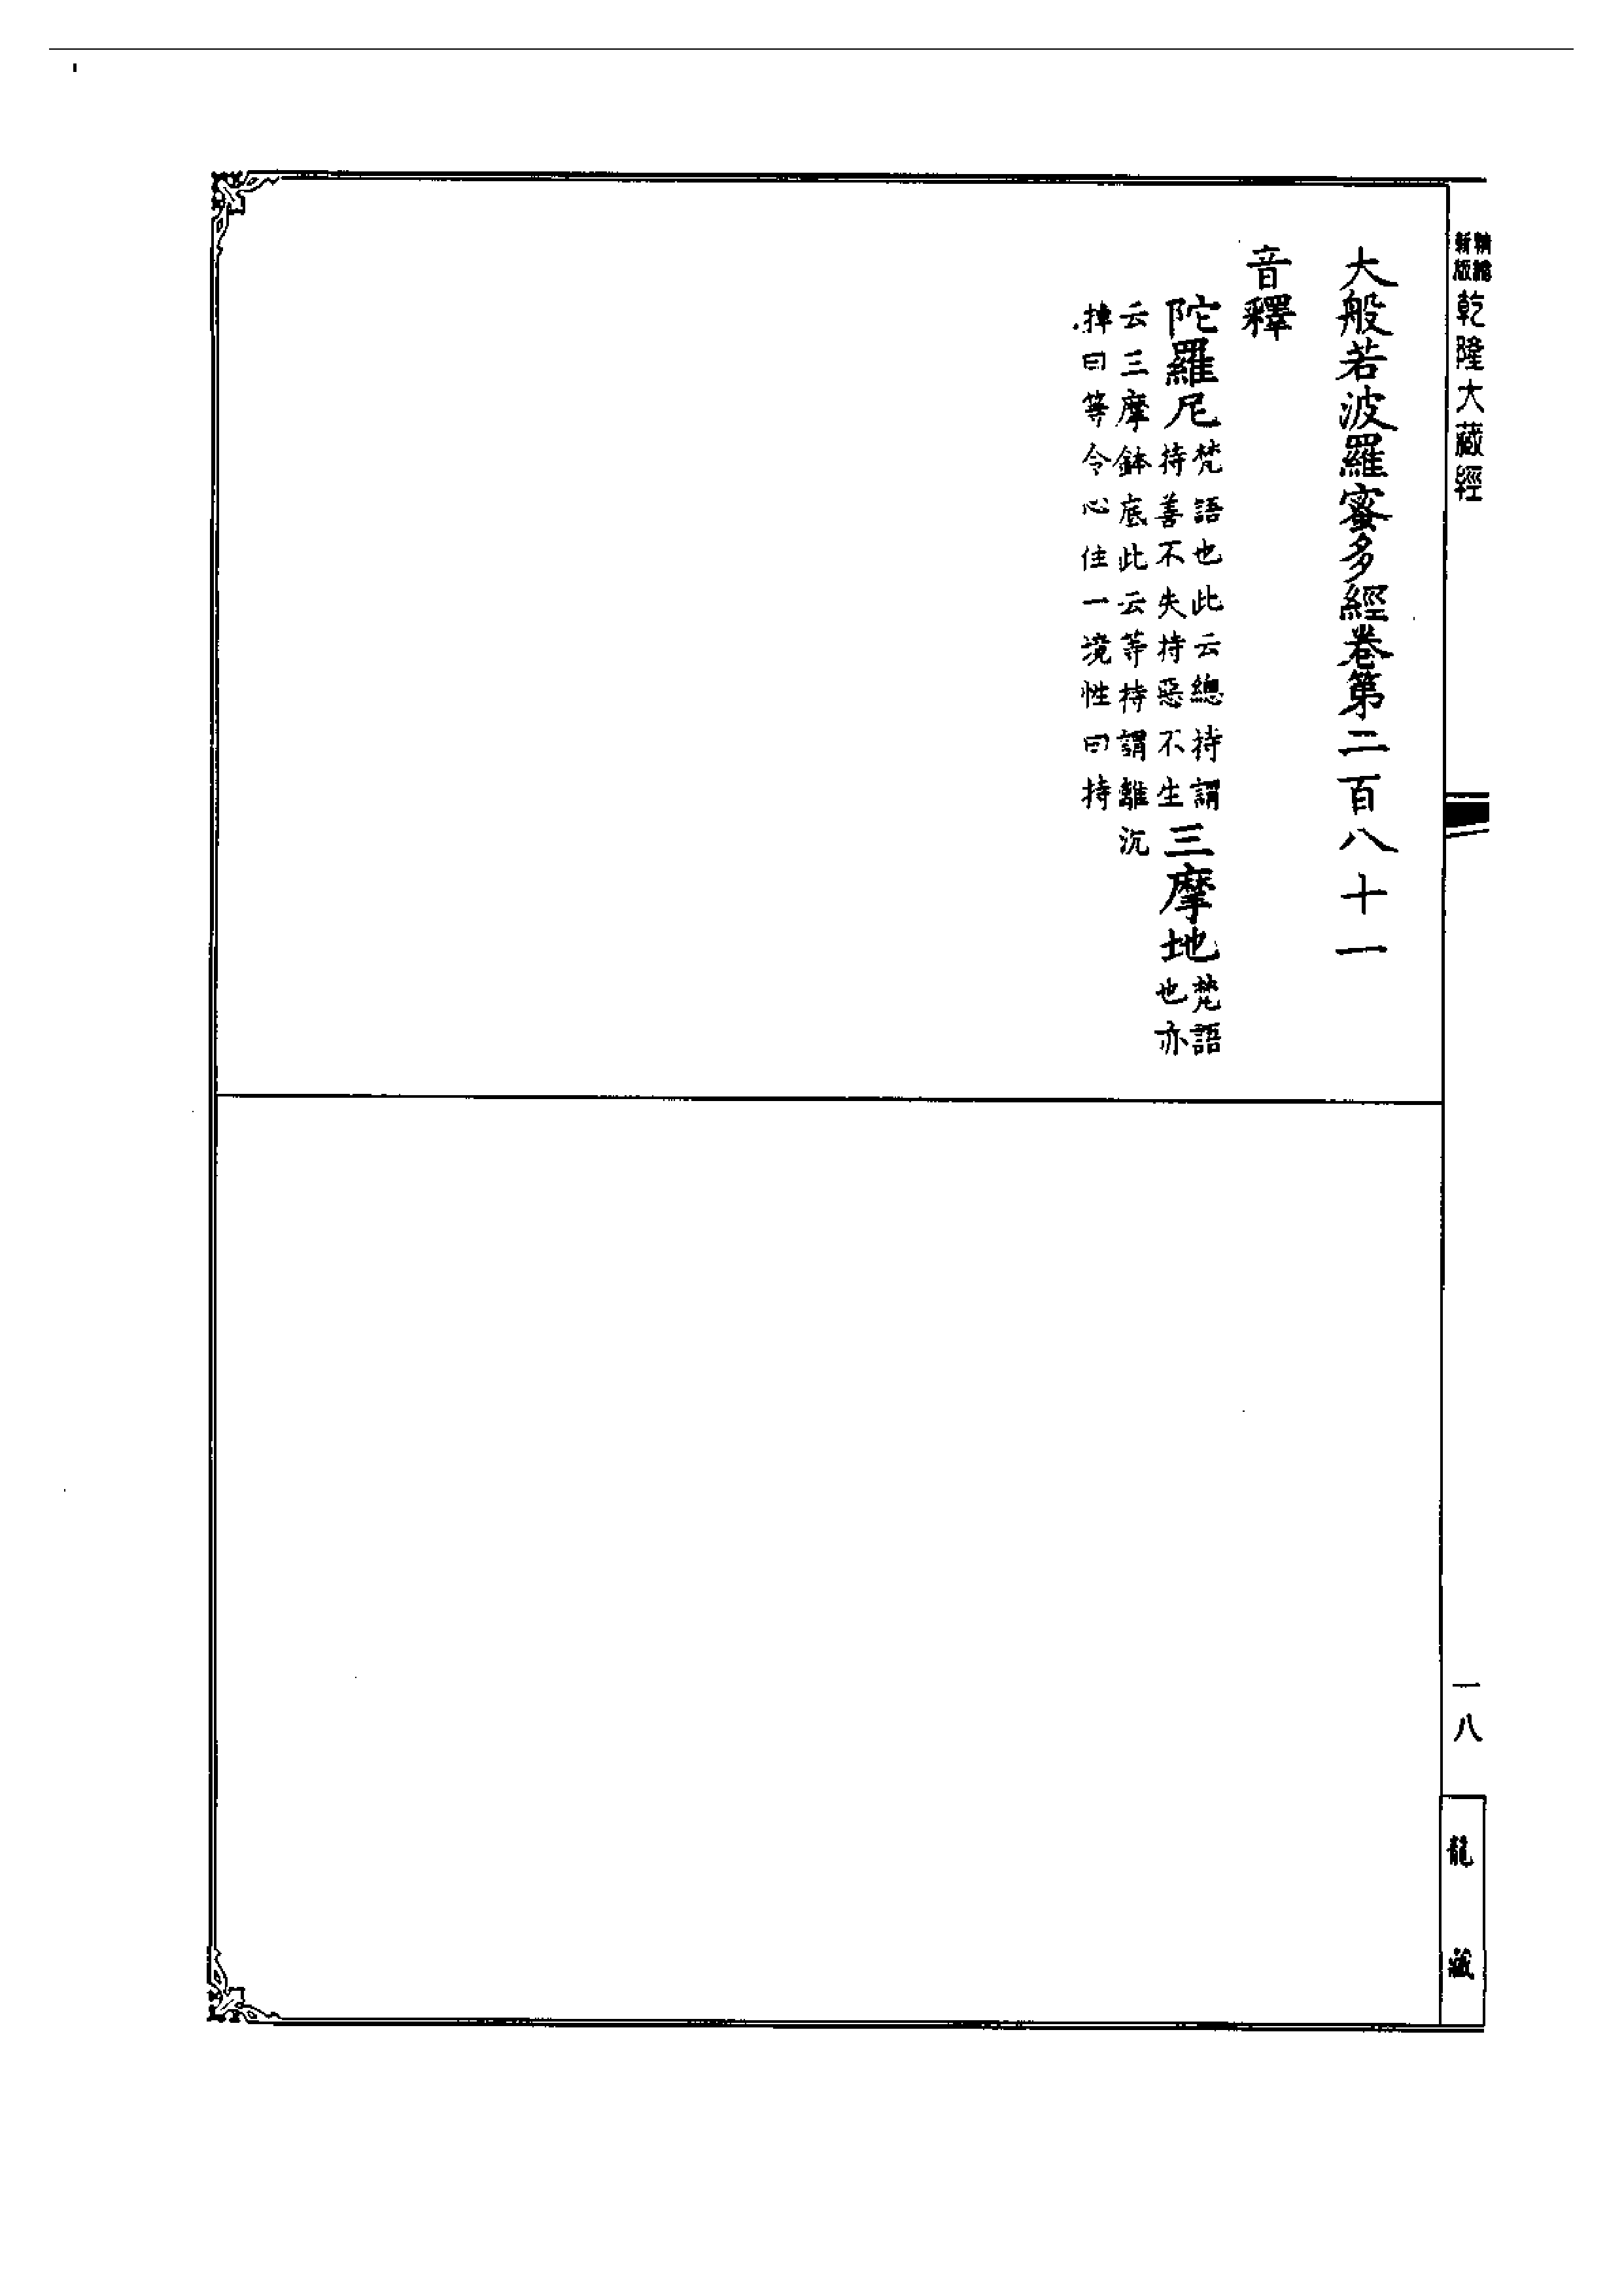 精縮新版乾隆大藏經
大般若波羅蜜多經卷第二百八十一
音釋
陀羅尼梵語也此云總持謂持善不失持惡不生三摩地梵語也亦
云三摩鉢底此云等持謂離沉
掉曰等令心住一境性曰持
一八
龍藏